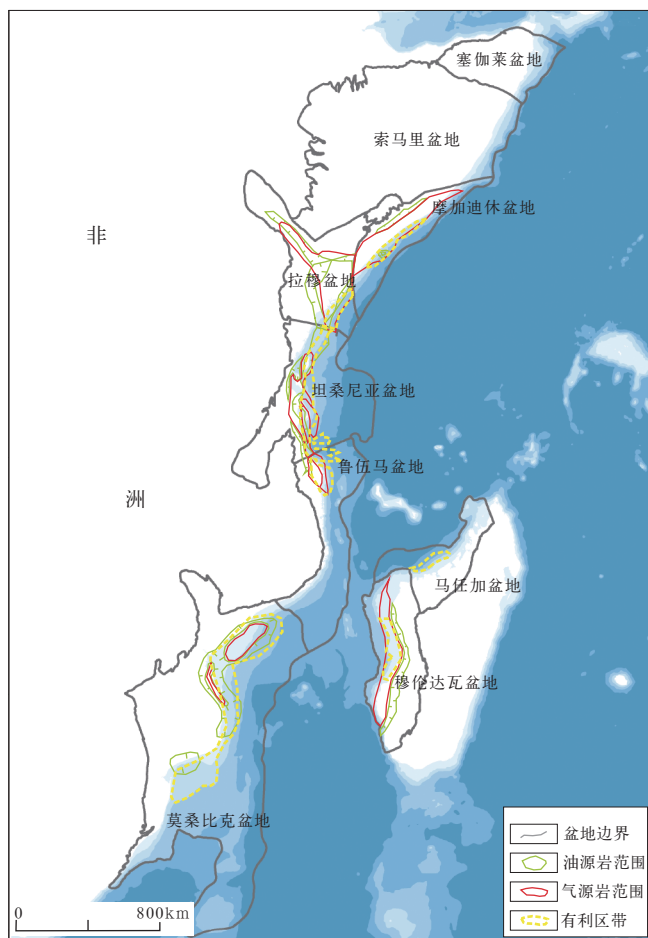 塞伽莱盆地
索马里盆地
摩加迪休盆地
非
拉穆盆地
坦桑尼亚盆地
鲁伍马盆地
洲
马任加盆地
穆伦达瓦盆地
莫桑比克盆地
盆地边界
油源岩范围
气源岩范围
有利区带
0 800km